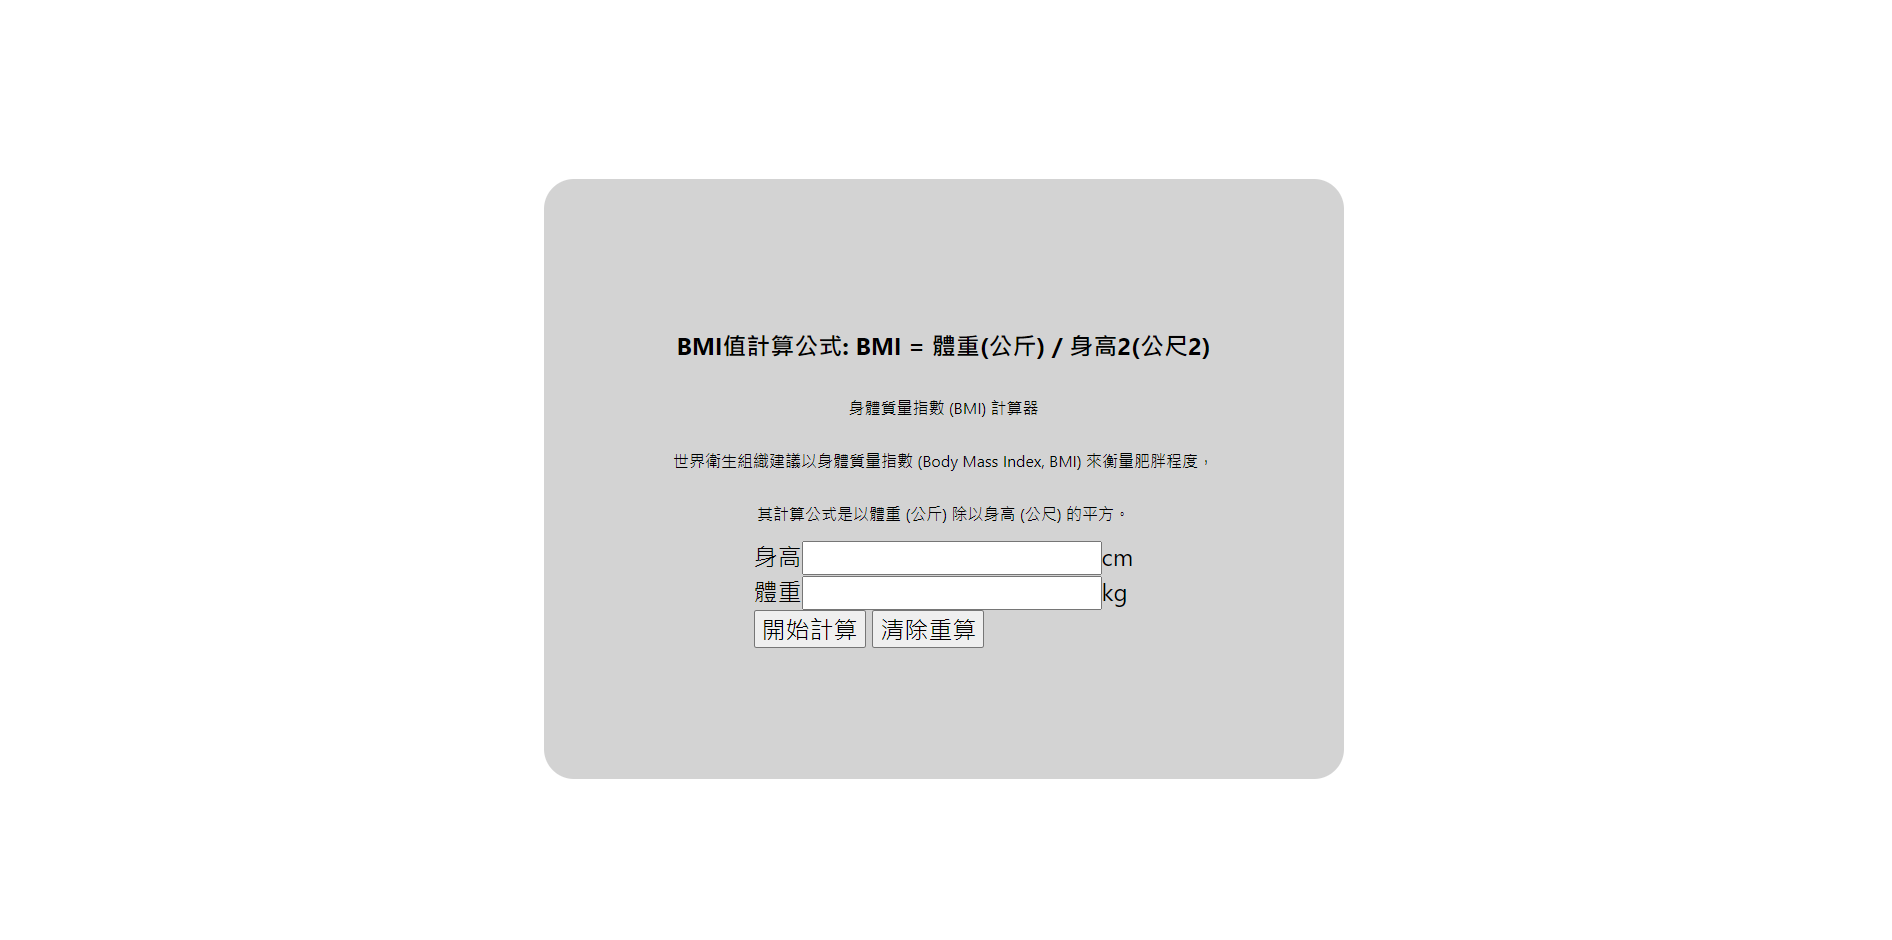 BMI值計算公式: BMI = 體重(公斤) / 身高2(公尺2)
身體質量指數 (BMI) 計算器
世界衛生組織建議以身體質量指數 (Body Mass Index, BMI) 來衡量肥胖程度，
其計算公式是以體重 (公斤) 除以身高 (公尺) 的平方。
身高 cm
體重 kg
開始計算 清除重算